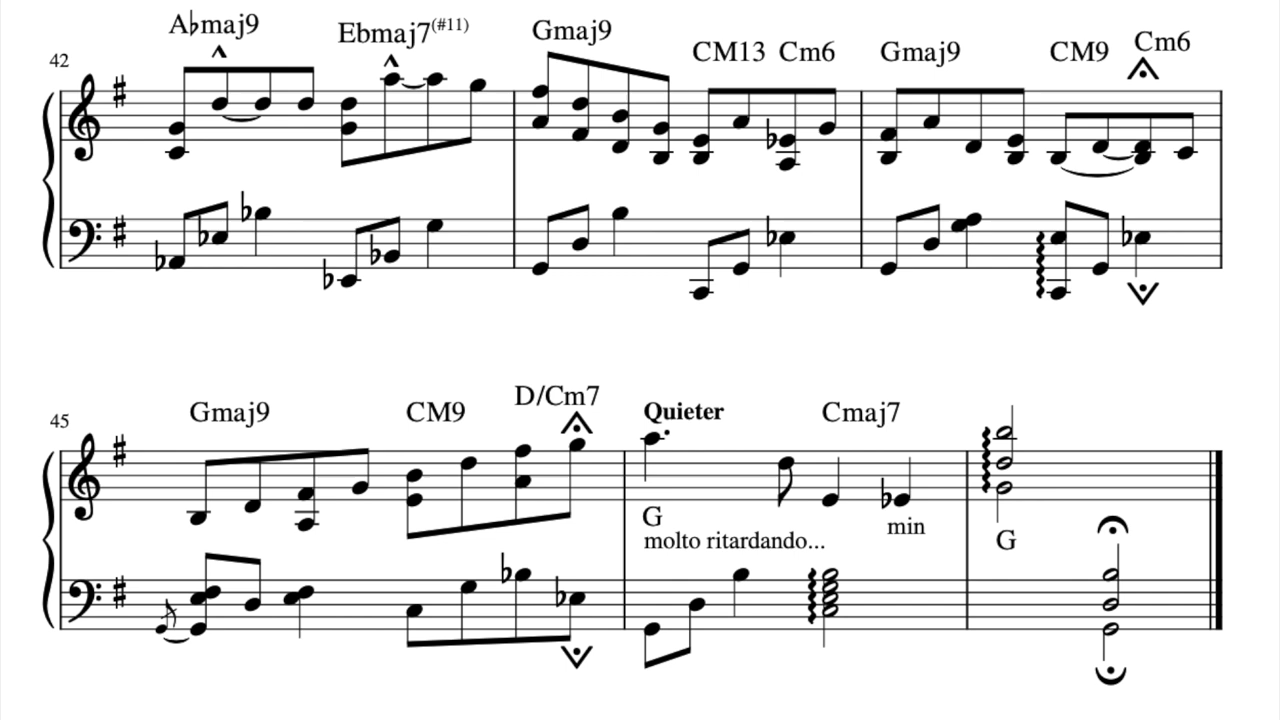 A♭maj9 Ebmaj7(#11) Gmaj9 CM13 Cm6 Gmaj9 CM9 Cm6
42
Gmaj9 CM9 D/Cm7 Quieter Cmaj7
45
G min
molto ritardando... G